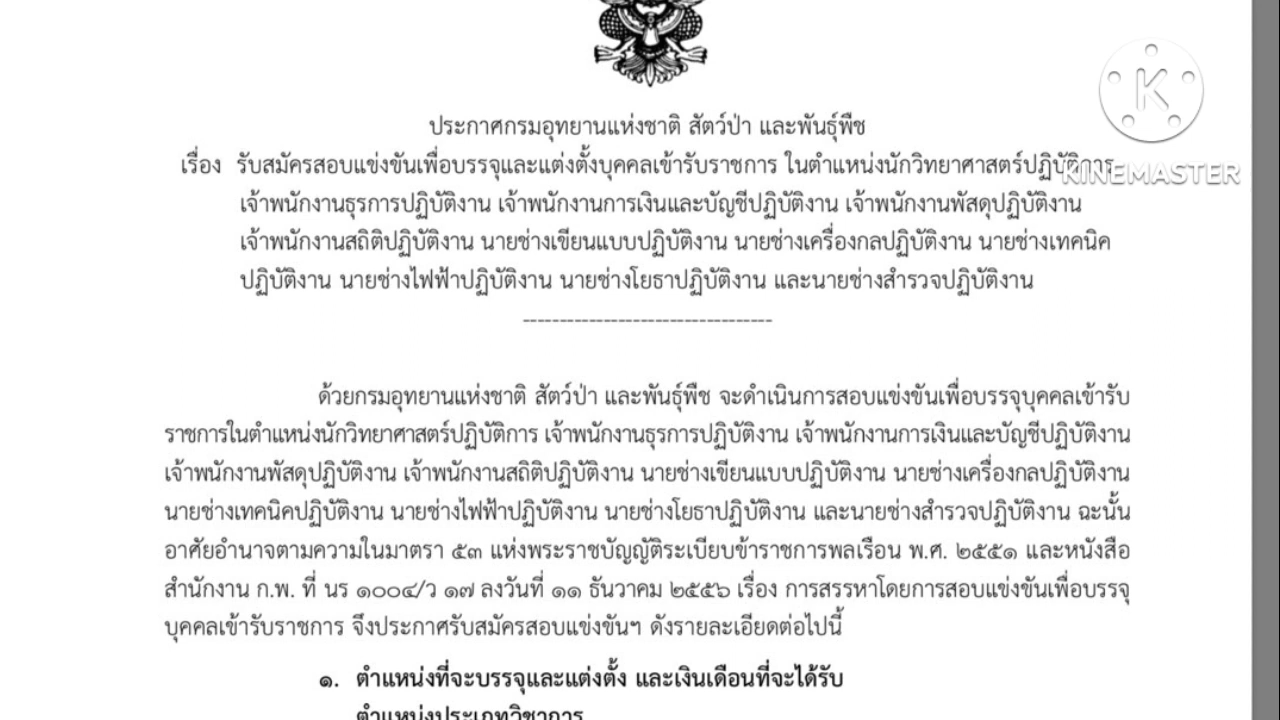 ประกาศกรมอุทยานแห่งชาติ สัตว์ป่า และพันธุ์พืช
เรื่อง รับสมัครสอบแข่งขันเพื่อบรรจุและแต่งตั้งบุคคลเข้ารับราชการ ในตำแหน่งนักวิทยาศาสตร์ปฏิบัติการ
KINEMASTER
เจ้าพนักงานธุรการปฏิบัติงาน เจ้าพนักงานการเงินและบัญชีปฏิบัติงาน เจ้าพนักงานพัสดุปฏิบัติงาน
เจ้าพนักงานสถิติปฏิบัติงาน นายช่างเขียนแบบปฏิบัติงาน นายช่างเครื่องกลปฏิบัติงาน นายช่างเทคนิค
ปฏิบัติงาน นายช่างไฟฟ้าปฏิบัติงาน นายช่างโยธาปฏิบัติงาน และนายช่างสำรวจปฏิบัติงาน
ด้วยกรมอุทยานแห่งชาติ สัตว์ป่า และพันธุ์พืช จะดำเนินการสอบแข่งขันเพื่อบรรจุบุคคลเข้ารับ
ราชการในตำแหน่งนักวิทยาศาสตร์ปฏิบัติการ เจ้าพนักงานธุรการปฏิบัติงาน เจ้าพนักงานการเงินและบัญชีปฏิบัติงาน
เจ้าพนักงานพัสดุปฏิบัติงาน เจ้าพนักงานสถิติปฏิบัติงาน นายช่างเขียนแบบปฏิบัติงาน นายช่างเครื่องกลปฏิบัติงาน
นายช่างเทคนิคปฏิบัติงาน นายช่างไฟฟ้าปฏิบัติงาน นายช่างโยธาปฏิบัติงาน และนายช่างสำรวจปฏิบัติงาน ฉะนั้น
อาศัยอำนาจตามความในมาตรา ๕๓ แห่งพระราชบัญญัติระเบียบข้าราชการพลเรือน พ.ศ. ๒๕๕๑ และหนังสือ
สำนักงาน ก.พ. ที่ นร ๑๐๐๔/ว ๑๗ ลงวันที่ ๑๑ ธันวาคม ๒๕๕๖ เรื่อง การสรรหาโดยการสอบแข่งขันเพื่อบรรจุ
บุคคลเข้ารับราชการ จึงประกาศรับสมัครสอบแข่งขันฯ ดังรายละเอียดต่อไปนี้
๑. ตำแหน่งที่จะบรรจุและแต่งตั้ง และเงินเดือนที่จะได้รับ
ตำแหน่งประเภทวิชาการ